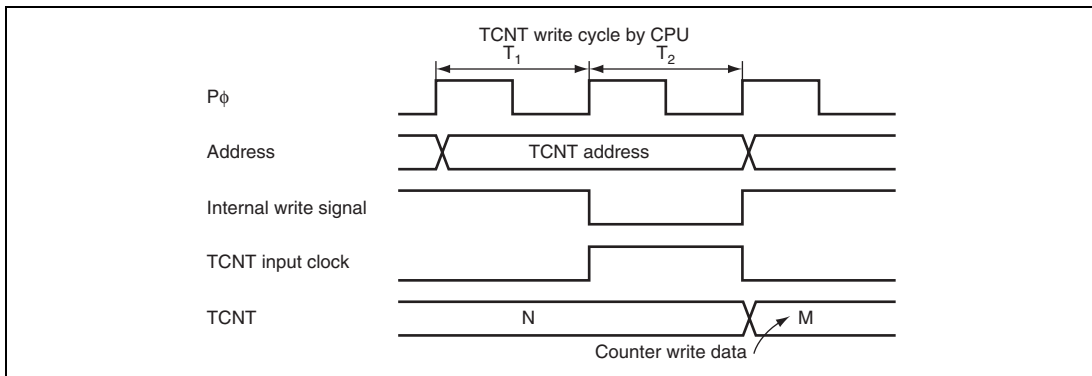 TCNT write cycle by CPU
T1 T2
Pφ
Address TCNT address
Internal write signal
TCNT input clock
TCNT N M
Counter write data